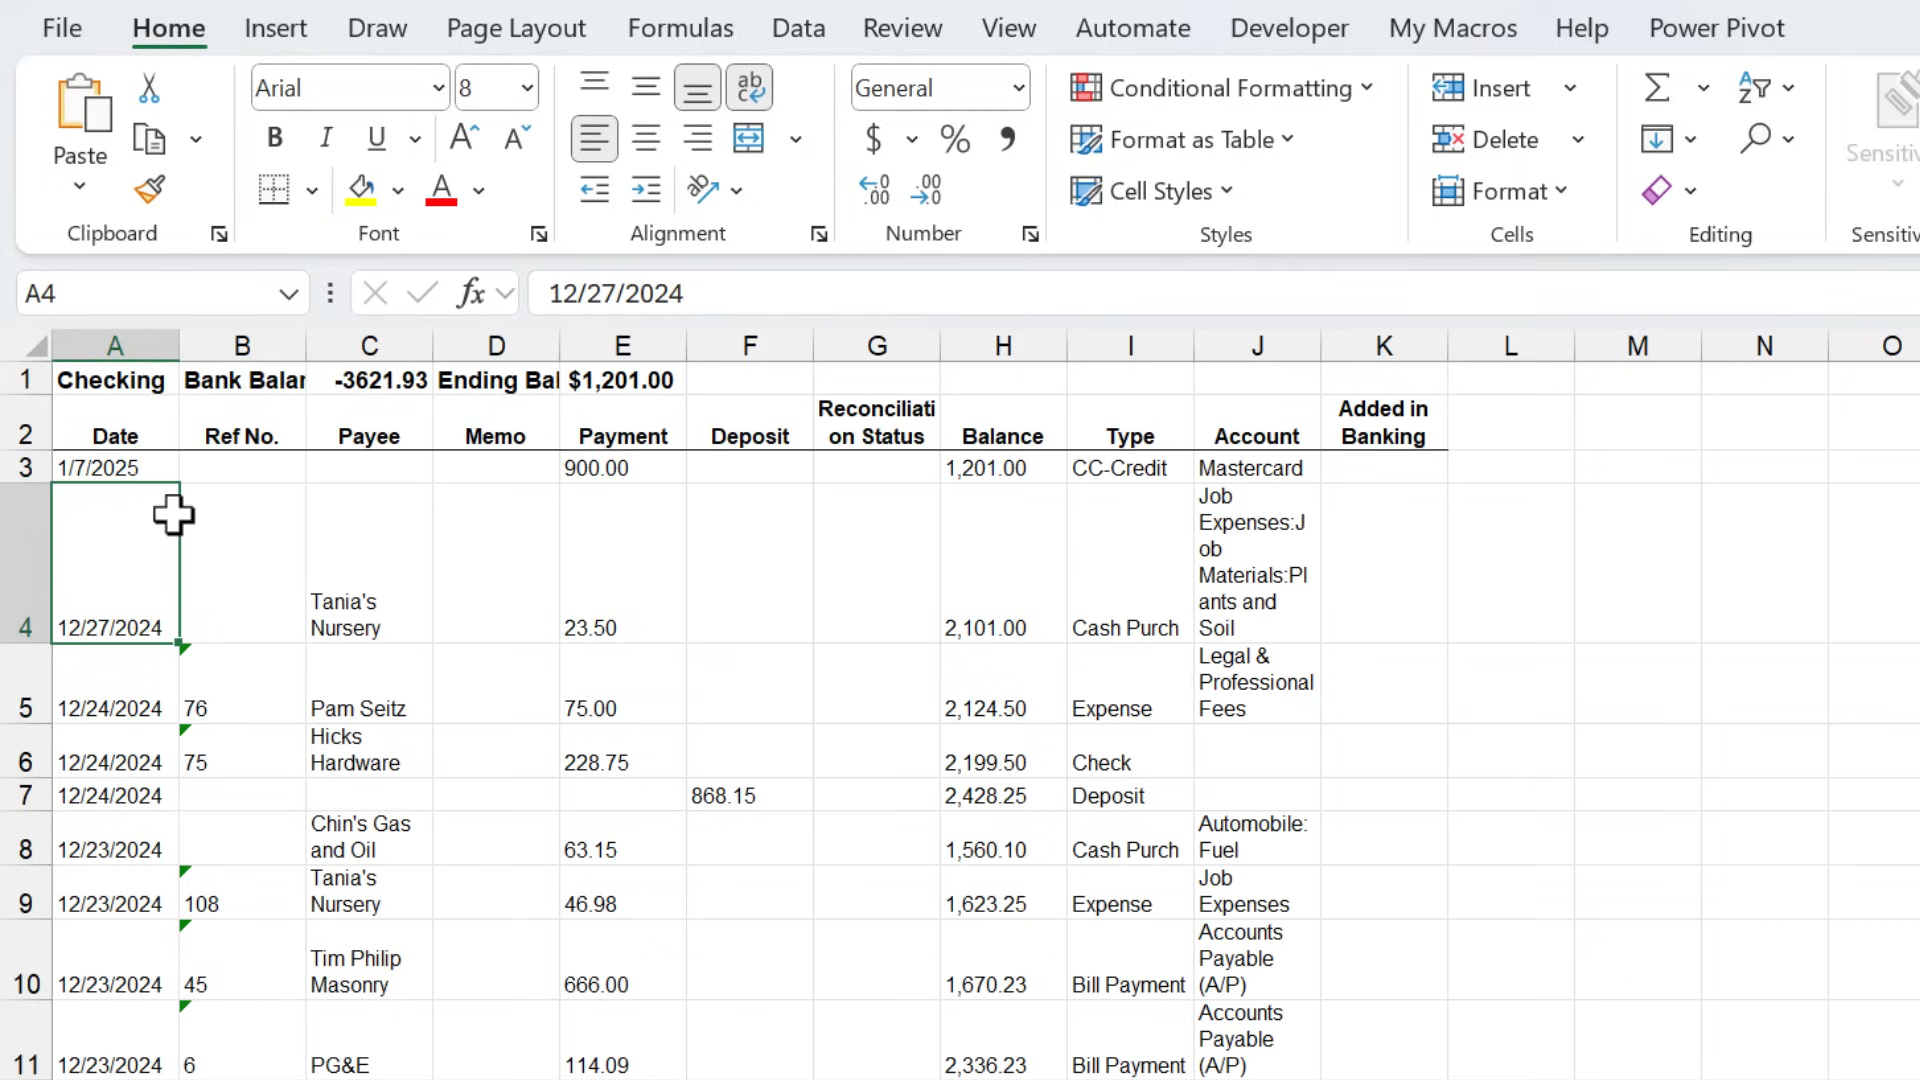 File Home Insert Draw Page Layout Formulas Data Review View Automate Developer My Macros Help Power Pivot
Paste
Arial 8
B I U A A
A
ab
General
$ % 9
Conditional Formatting
Format as Table
Cell Styles
Insert
Delete
Format
Clipboard Font Alignment Number Styles Cells Editing
A4 fx 12/27/2024
A B C D E F G H I J K L M N O
1 Checking Bank Balar -3621.93 Ending Bal $1,201.00
Reconciliati Added in
2 Date Ref No. Payee Memo Payment Deposit on Status Balance Type Account Banking
3 1/7/2025 900.00 1,201.00 CC-Credit Mastercard
Job
Expenses:J
ob
Materials:Pl
Tania's ants and
4 12/27/2024 Nursery 23.50 2,101.00 Cash Purch Soil
Legal &
Professional
5 12/24/2024 76 Pam Seitz 75.00 2,124.50 Expense Fees
Hicks
6 12/24/2024 75 Hardware 228.75 2,199.50 Check
7 12/24/2024 868.15 2,428.25 Deposit
Chin's Gas Automobile:
8 12/23/2024 and Oil 63.15 1,560.10 Cash Purch Fuel
Tania's Job
9 12/23/2024 108 Nursery 46.98 1,623.25 Expense Expenses
Accounts
Tim Philip Payable
10 12/23/2024 45 Masonry 666.00 1,670.23 Bill Payment (A/P)
Accounts
Payable
11 12/23/2024 6 PG&E 114.09 2,336.23 Bill Payment (A/P)